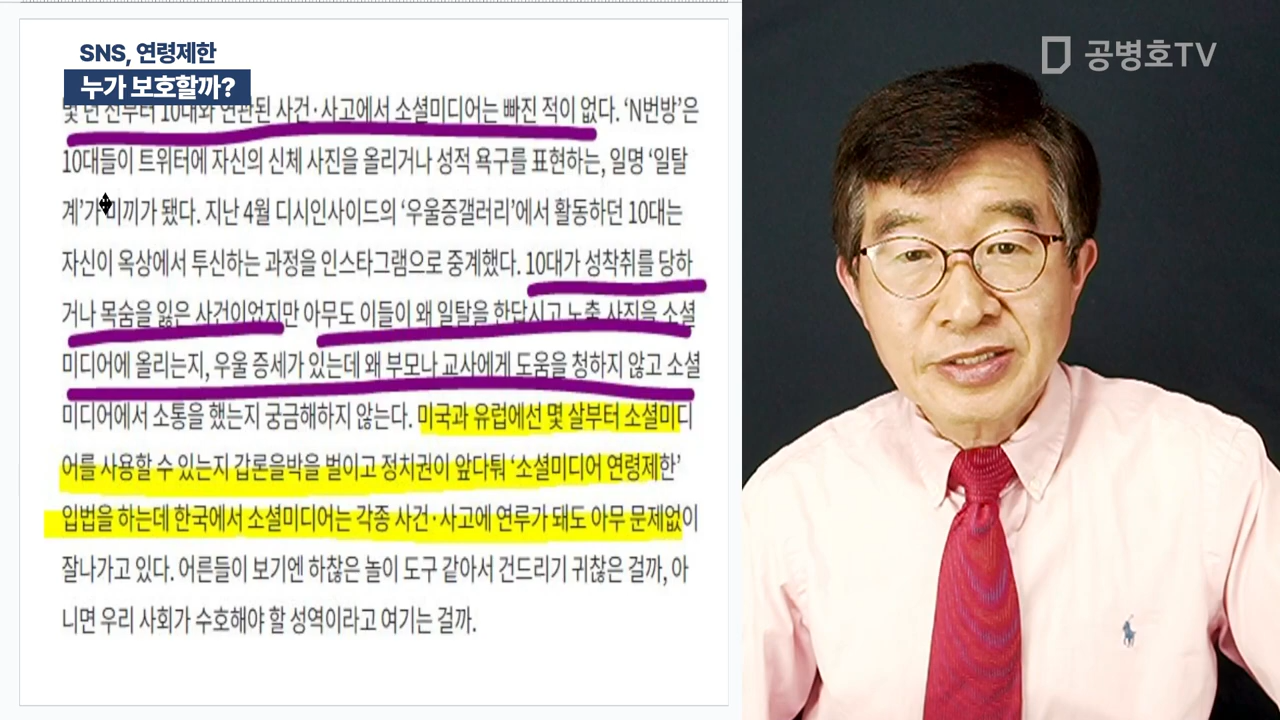 SNS, 연령제한
누가 보호할까?
공병호TV
몇 년 전부터 10대와 연관된 사건·사고에서 소셜미디어는 빠진 적이 없다. ‘N번방’은
10대들이 트위터에 자신의 신체 사진을 올리거나 성적 욕구를 표현하는, 일명 ‘일탈
계’가 미끼가 됐다. 지난 4월 디시인사이드의 ‘우울증갤러리’에서 활동하던 10대는
자신이 옥상에서 투신하는 과정을 인스타그램으로 중계했다. 10대가 성착취를 당하
거나 목숨을 잃은 사건이었지만 아무도 이들이 왜 일탈을 한답시고 노출 사진을 소셜
미디어에 올리는지, 우울 증세가 있는데 왜 부모나 교사에게 도움을 청하지 않고 소셜
미디어에서 소통을 했는지 궁금해하지 않는다. 미국과 유럽에선 몇 살부터 소셜미디
어를 사용할 수 있는지 갑론을박을 벌이고 정치권이 앞다퉈 ‘소셜미디어 연령제한’
입법을 하는데 한국에서 소셜미디어는 각종 사건·사고에 연루가 돼도 아무 문제없이
잘나가고 있다. 어른들이 보기엔 하찮은 놀이 도구 같아서 건드리기 귀찮은 걸까, 아
니면 우리 사회가 수호해야 할 성역이라고 여기는 걸까.